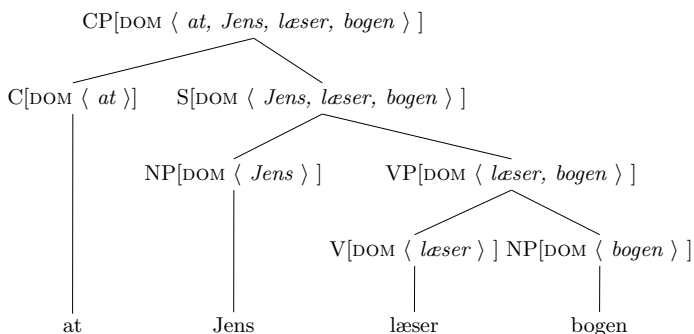 CP[DOM ⟨ at, Jens, læser, bogen ⟩ ]
C[DOM ⟨ at ⟩] S[DOM ⟨ Jens, læser, bogen ⟩ ]
NP[DOM ⟨ Jens ⟩ ] VP[DOM ⟨ læser, bogen ⟩ ]
V[DOM ⟨ læser ⟩ ] NP[DOM ⟨ bogen ⟩ ]
at Jens læser bogen